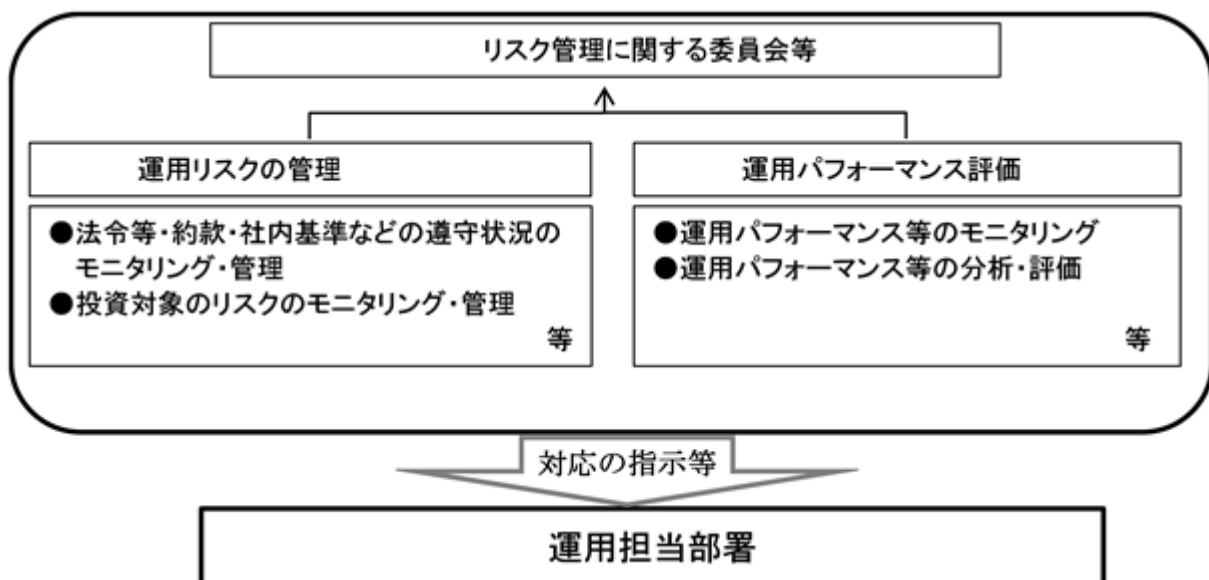 リスク管理に関する委員会等
運用リスクの管理
●法令等・約款・社内基準などの遵守状況の
モニタリング・管理
●投資対象のリスクのモニタリング・管理
等
運用パフォーマンス評価
●運用パフォーマンス等のモニタリング
●運用パフォーマンス等の分析・評価
等
対応の指示等
運用担当部署